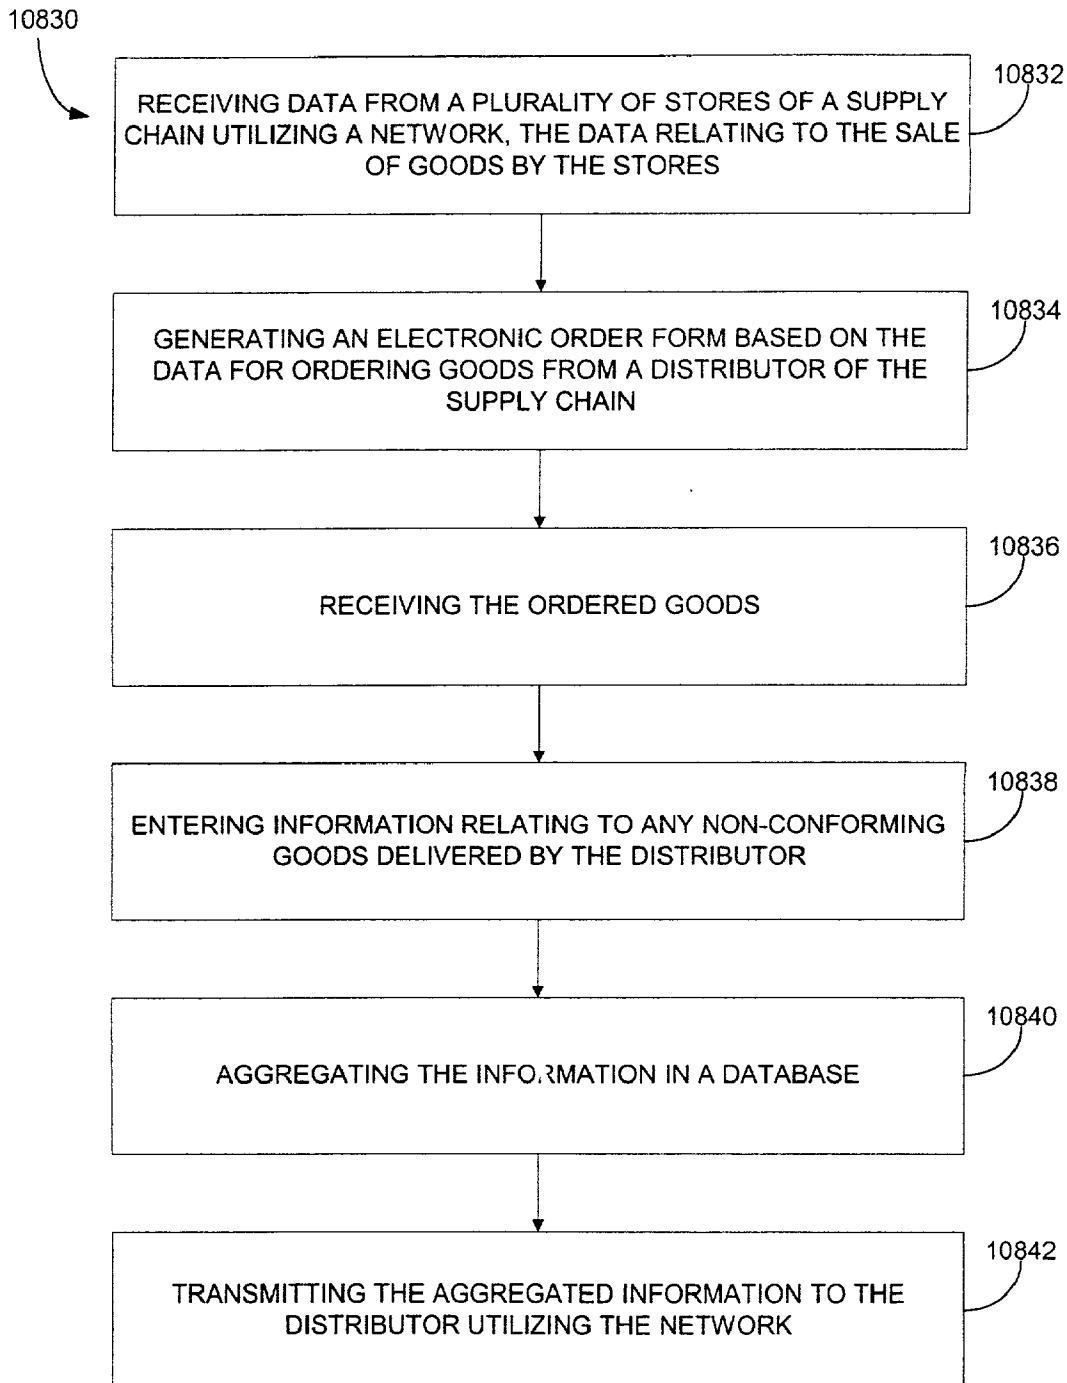 10830
10832
RECEIVING DATA FROM A PLURALITY OF STORES OF A SUPPLY
CHAIN UTILIZING A NETWORK, THE DATA RELATING TO THE SALE
OF GOODS BY THE STORES
10834
GENERATING AN ELECTRONIC ORDER FORM BASED ON THE
DATA FOR ORDERING GOODS FROM A DISTRIBUTOR OF THE
SUPPLY CHAIN
10836
RECEIVING THE ORDERED GOODS
10838
ENTERING INFORMATION RELATING TO ANY NON-CONFORMING
GOODS DELIVERED BY THE DISTRIBUTOR
10840
AGGREGATING THE INFORMATION IN A DATABASE
10842
TRANSMITTING THE AGGREGATED INFORMATION TO THE
DISTRIBUTOR UTILIZING THE NETWORK